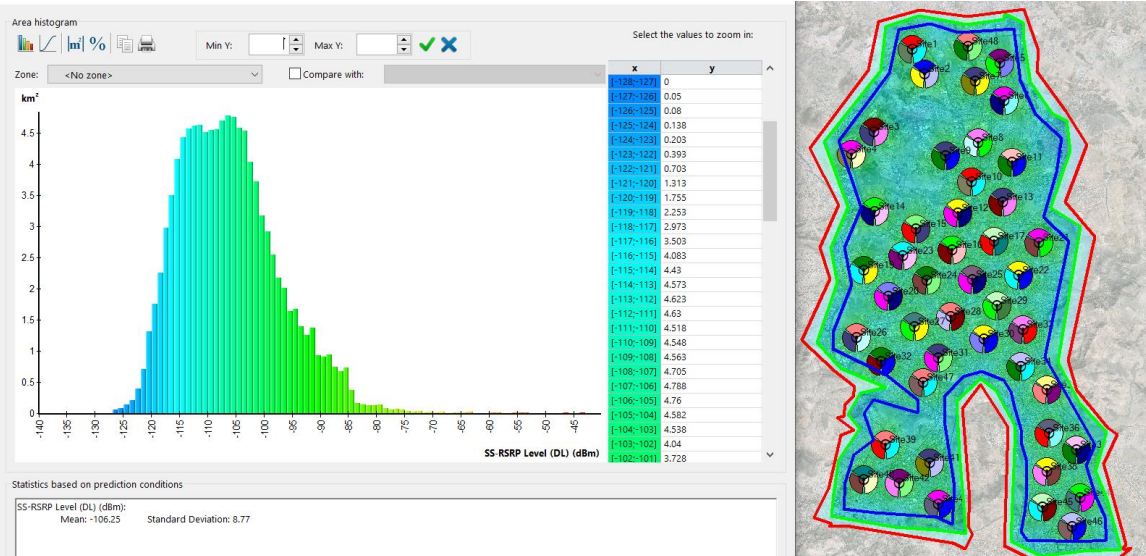 Area histogram
Min Y:
Max Y:
Select the values to zoom in:
Zone: <No zone>
Compare with:
km²
4.5
4
3.5
3
2.5
2
1.5
1
0.5
0
-140 -135 -130 -125 -120 -115 -110 -105 -100 -95 -90 -85 -80 -75 -70 -65 -60 -55 -50 -45
SS-RSRP Level (DL) (dBm)
x y
[-128;-127] 0
[-127;-126] 0.05
[-126;-125] 0.08
[-125;-124] 0.138
[-124;-123] 0.203
[-123;-122] 0.393
[-122;-121] 0.703
[-121;-120] 1.313
[-120;-119] 1.755
[-119;-118] 2.253
[-118;-117] 2.973
[-117;-116] 3.503
[-116;-115] 4.083
[-115;-114] 4.43
[-114;-113] 4.573
[-113;-112] 4.623
[-112;-111] 4.63
[-111;-110] 4.518
[-110;-109] 4.548
[-109;-108] 4.563
[-108;-107] 4.705
[-107;-106] 4.788
[-106;-105] 4.76
[-105;-104] 4.582
[-104;-103] 4.538
[-103;-102] 4.04
[-102;-101] 3.728
Statistics based on prediction conditions
SS-RSRP Level (DL) (dBm):
Mean: -106.25 Standard Deviation: 8.77
Site1
Site48
Site2
Site3
Site4
Site8
Site9
Site11
Site10
Site13
Site14
Site12
Site17
Site23
Site24
Site25
Site22
Site29
Site28
Site27
Site26
Site31
Site32
Site47
Site36
Site39
Site41
Site42
Site45
Site46